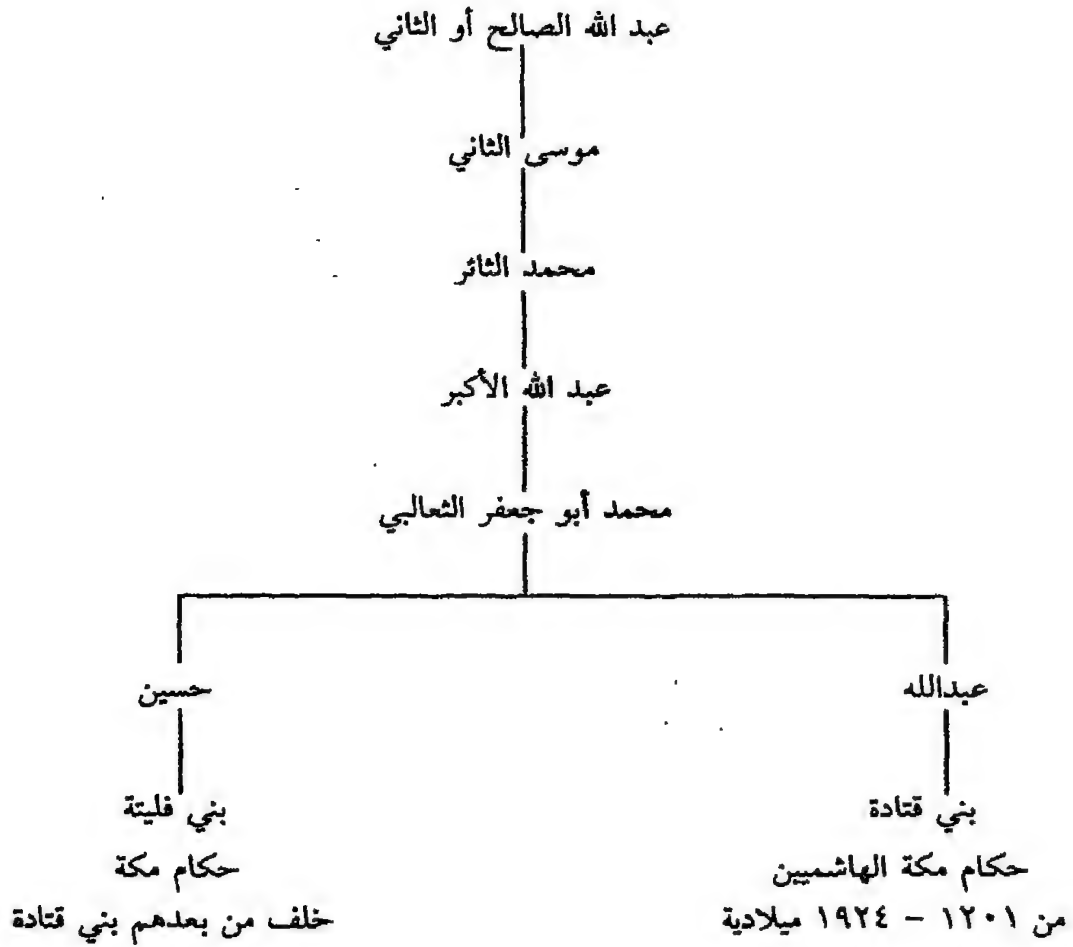 عبد الله الصالح أو الثاني
موسى الثاني
محمد الثائر
عبد الله الأكبر
محمد أبو جعفر الثعالبي
عبدالله
حسين
بني قتادة
حكام مكة الهاشميين
من ١٢٠١ - ١٩٢٤ ميلادية
بني فليتة
حكام مكة
خلف من بعدهم بني قتادة